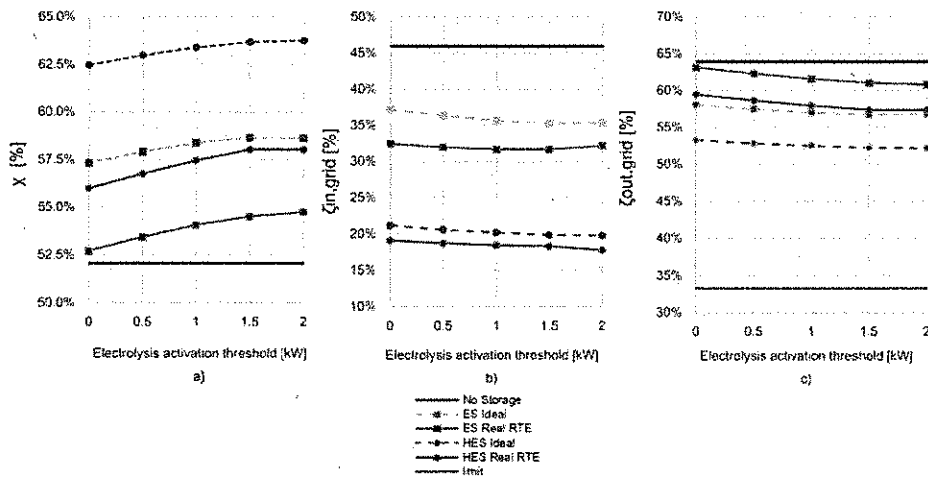 65.0%
62.5%
60.0%
57.5%
55.0%
52.5%
50.0%
X [%]
0 0.5 1 1.5 2
Electrolysis activation threshold [kW]
a)
50%
45%
40%
35%
30%
25%
20%
15%
10%
ζin.grid [%]
0 0.5 1 1.5 2
Electrolysis activation threshold [kW]
b)
70%
65%
60%
55%
50%
45%
40%
35%
30%
ζout.grid [%]
0 0.5 1 1.5 2
Electrolysis activation threshold [kW]
c)
No Storage
ES Ideal
ES Real RTE
HES Ideal
HES Real RTE
limit